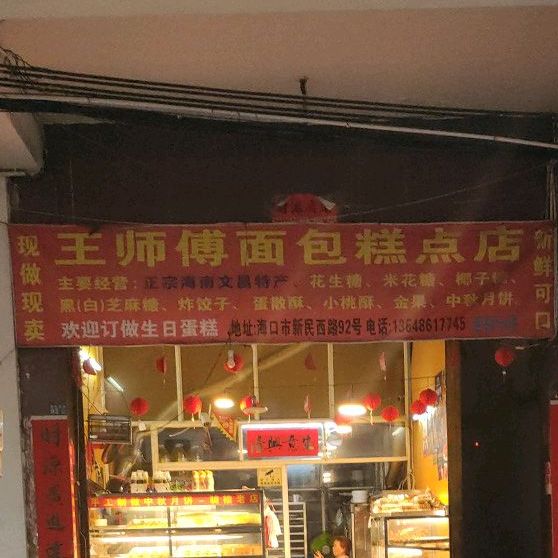 现做现卖
王师傅面包糕点店
新鲜可口
主要经营：正宗海南文昌特产、花生糖、米花糖、椰子糖、
黑(白)芝麻糖、炸饺子、蛋散酥、小桃酥、金果、中秋月饼
欢迎订做生日蛋糕 地址:海口市新民西路92号 电话:13648617745